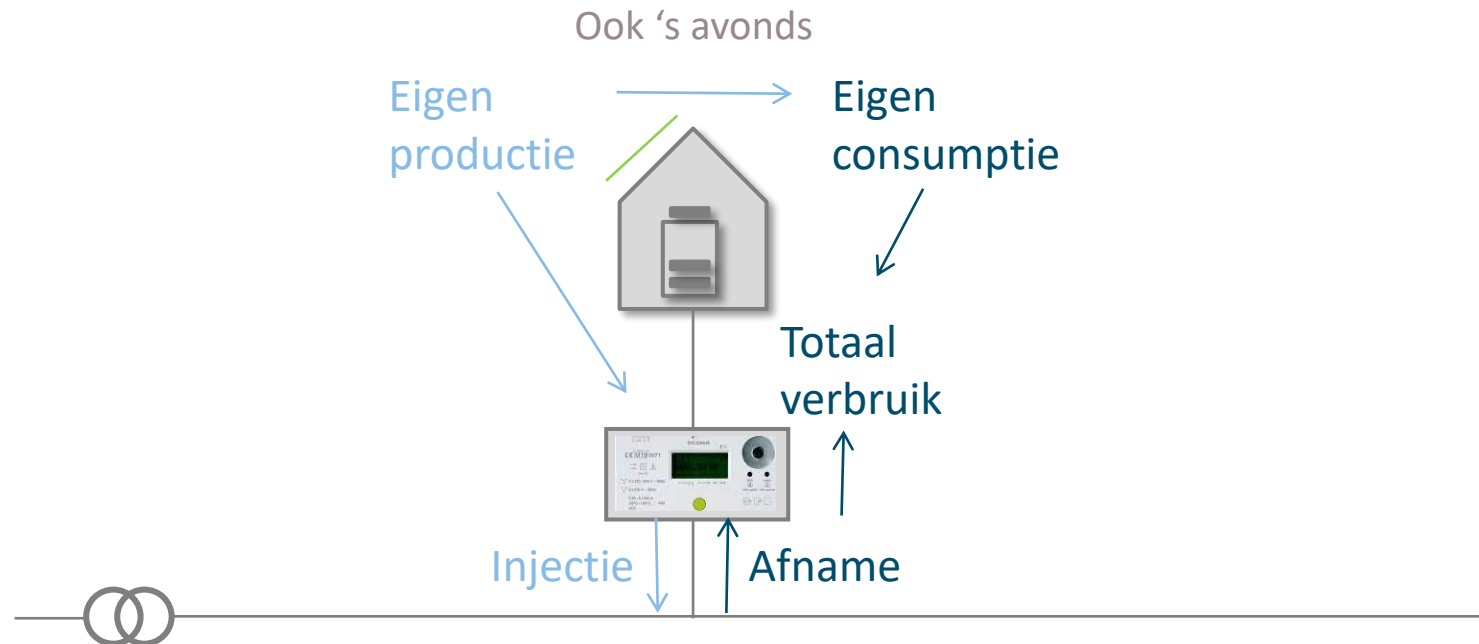 Ook ‘s avonds
Eigen
productie
Eigen
consumptie
Totaal
verbruik
Injectie
Afname